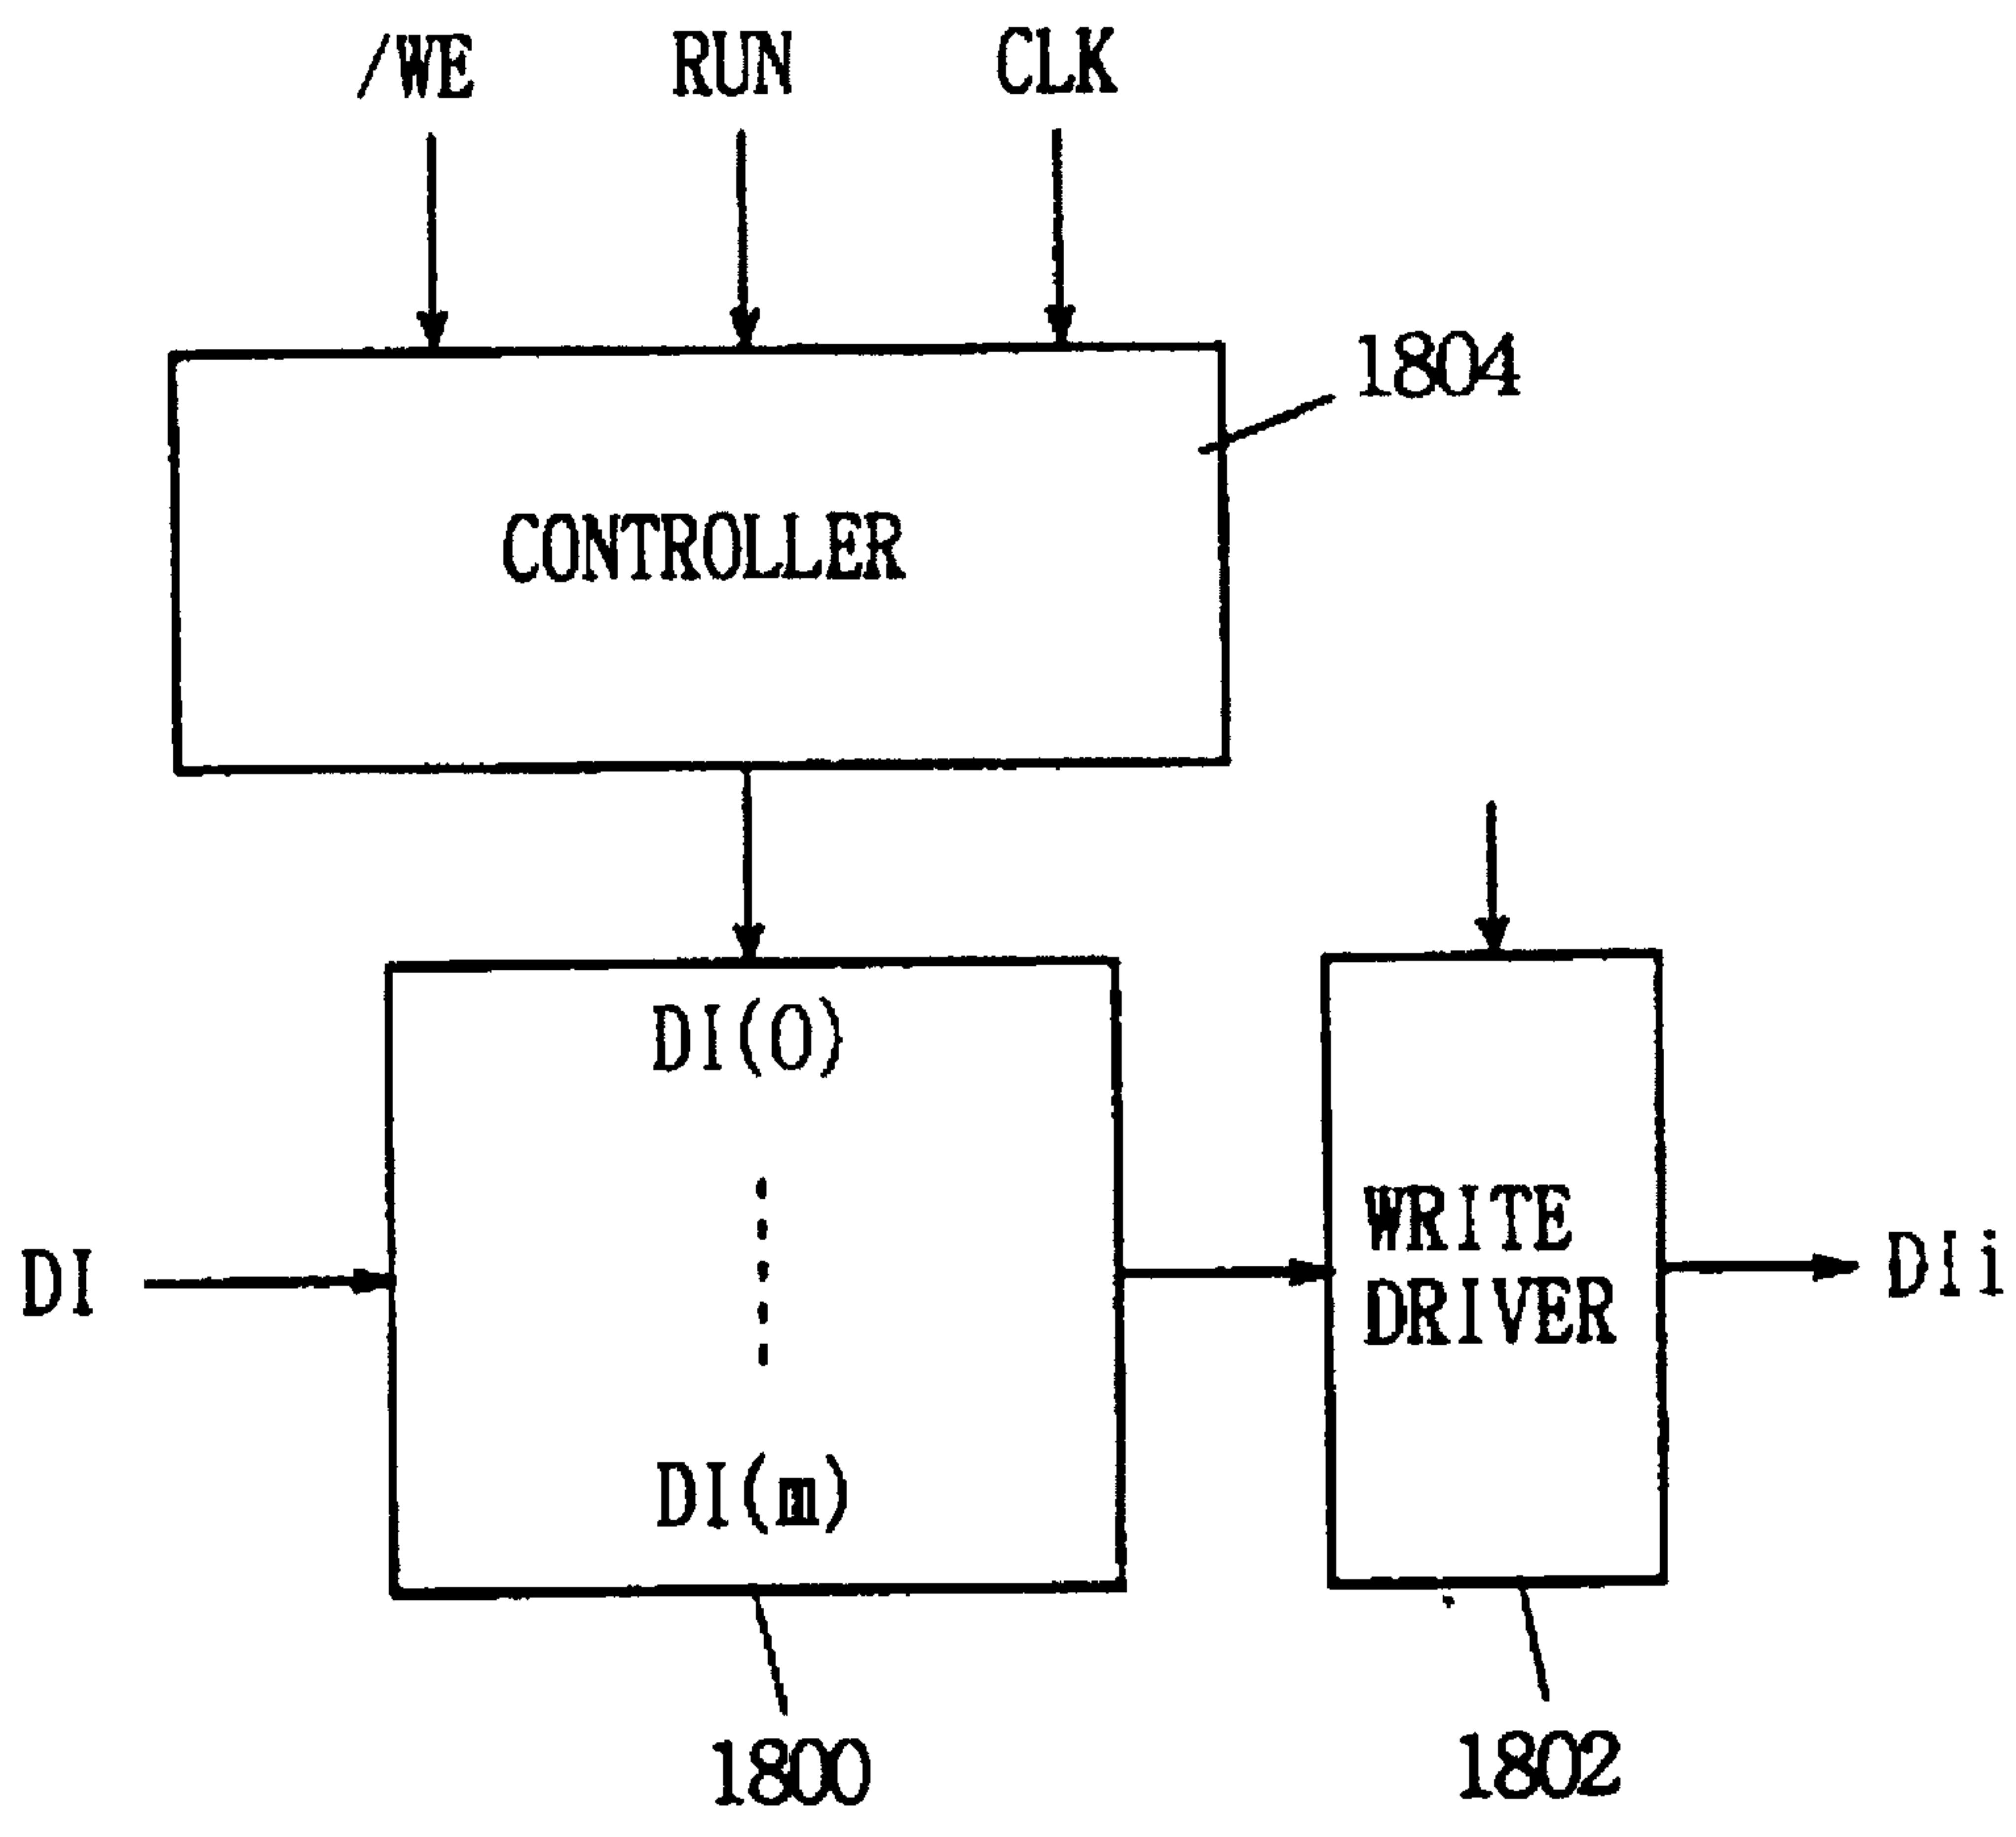 /WE RUN CLK
1804
CONTROLLER
DI(0)
WRITE
DRIVER
DI
DIi
DI(m)
1800
1802